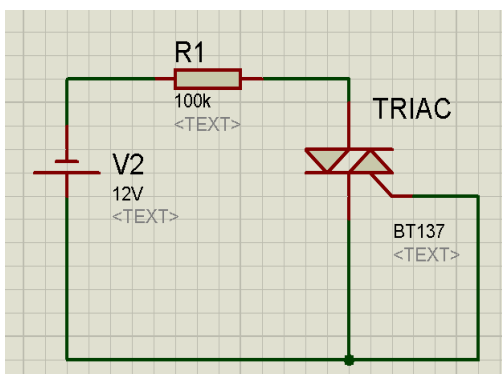 R1
100k
<TEXT>
TRIAC
V2
12V
<TEXT>
BT137
<TEXT>